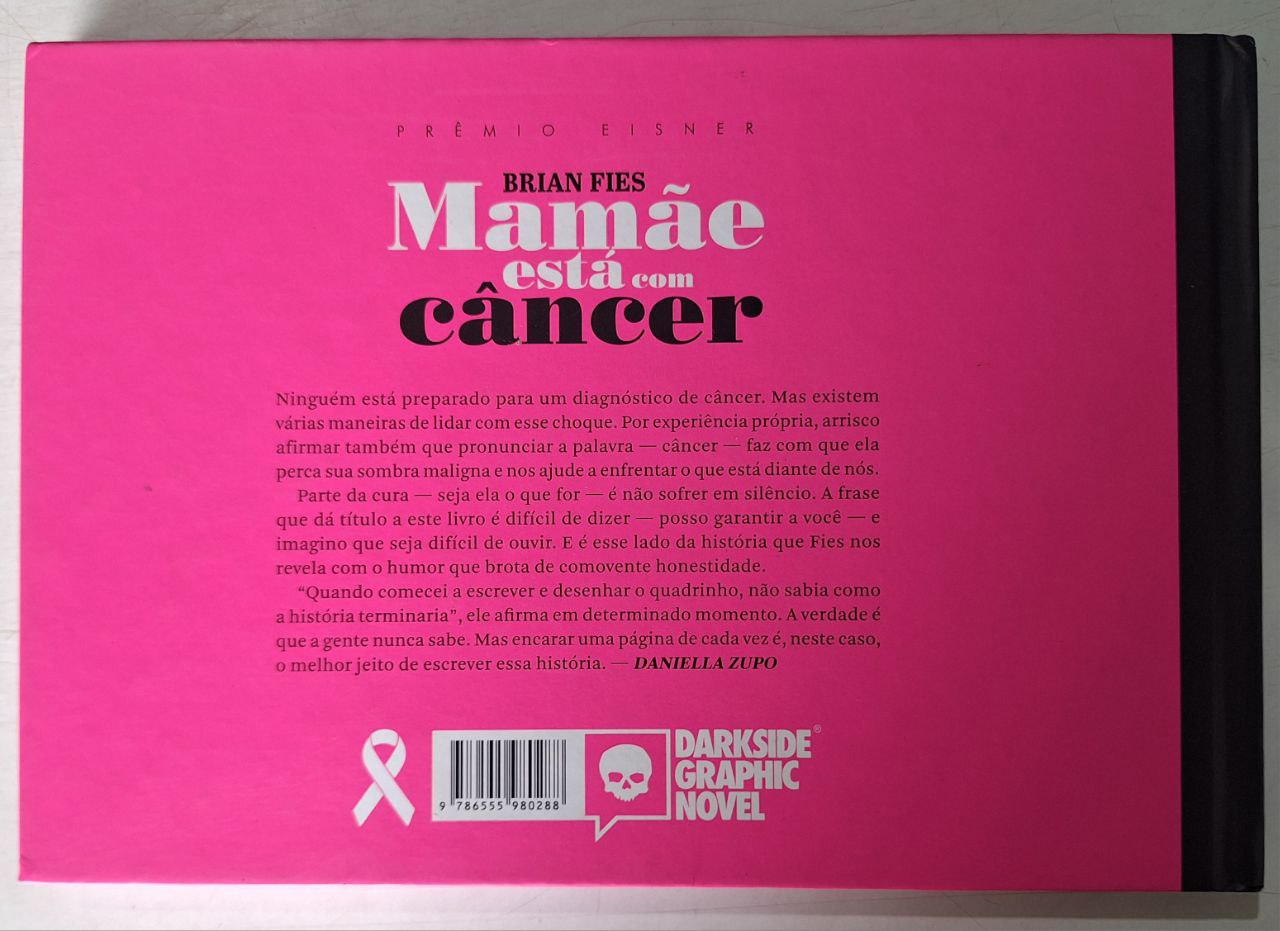 PRÊMIO EISNER
BRIAN FIES
Mamãe
está com
câncer
Ninguém está preparado para um diagnóstico de câncer. Mas existem
várias maneiras de lidar com esse choque. Por experiência própria, arrisco
afirmar também que pronunciar a palavra — câncer — faz com que ela
perca sua sombra maligna e nos ajude a enfrentar o que está diante de nós.
Parte da cura — seja ela o que for — é não sofrer em silêncio. A frase
que dá título a este livro é difícil de dizer — posso garantir a você — e
imagino que seja difícil de ouvir. E é esse lado da história que Fies nos
revela com o humor que brota de comovente honestidade.
“Quando comecei a escrever e desenhar o quadrinho, não sabia como
a história terminaria”, ele afirma em determinado momento. A verdade é
que a gente nunca sabe. Mas encarar uma página de cada vez é, neste caso,
o melhor jeito de escrever essa história. — DANIELLA ZUPO
9 786555 980288
DARKSIDE®
GRAPHIC
NOVEL